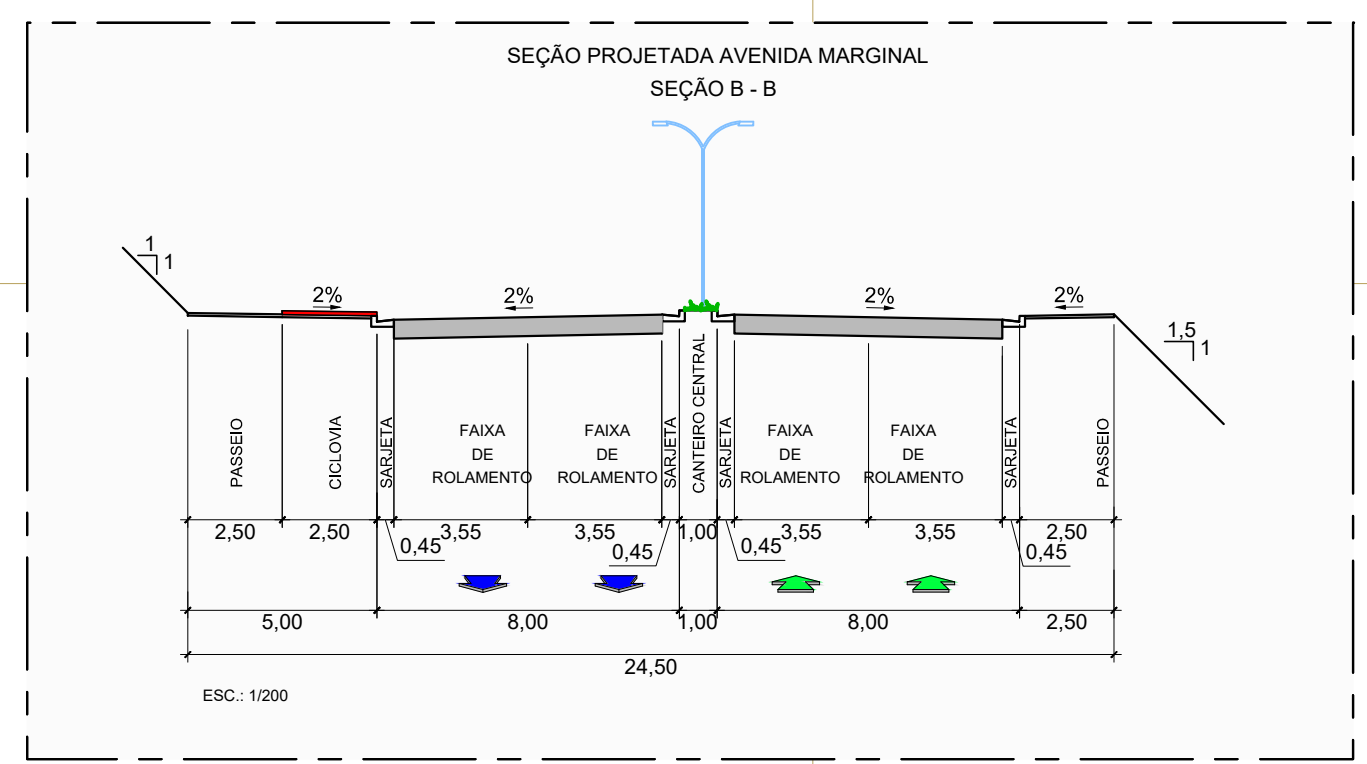 SEÇÃO PROJETADA AVENIDA MARGINAL
SEÇÃO B - B
1
1
2%
2%
2%
2%
1,5
1
PASSEIO
CICLOVIA
SARJETA
FAIXA
DE
ROLAMENTO
FAIXA
DE
ROLAMENTO
SARJETA
CANTEIRO CENTRAL
SARJETA
FAIXA
DE
ROLAMENTO
FAIXA
DE
ROLAMENTO
SARJETA
PASSEIO
2,50
2,50
0,45
3,55
3,55
0,45
1,00
0,45
3,55
3,55
0,45
2,50
5,00
8,00
1,00
8,00
2,50
24,50
ESC.: 1/200